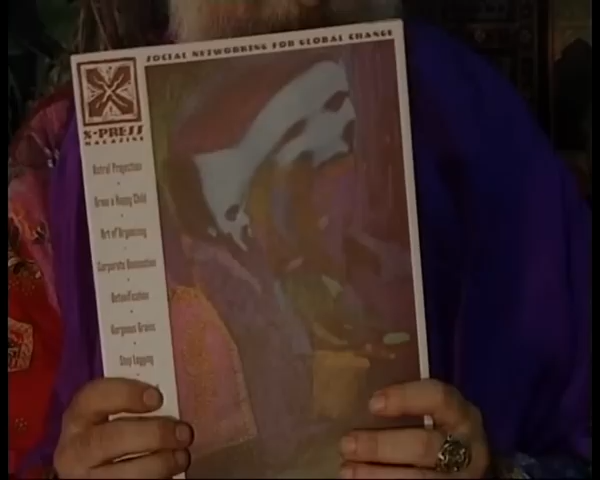 SOCIAL NETWORKING FOR GLOBAL CHANGE
X
X-PRESS
MAGAZINE
Astral Projection
Grow a Happy Child
Art of Organizing
Corporate Domination
Detoxification
Gorgeous Grains
Stop Logging